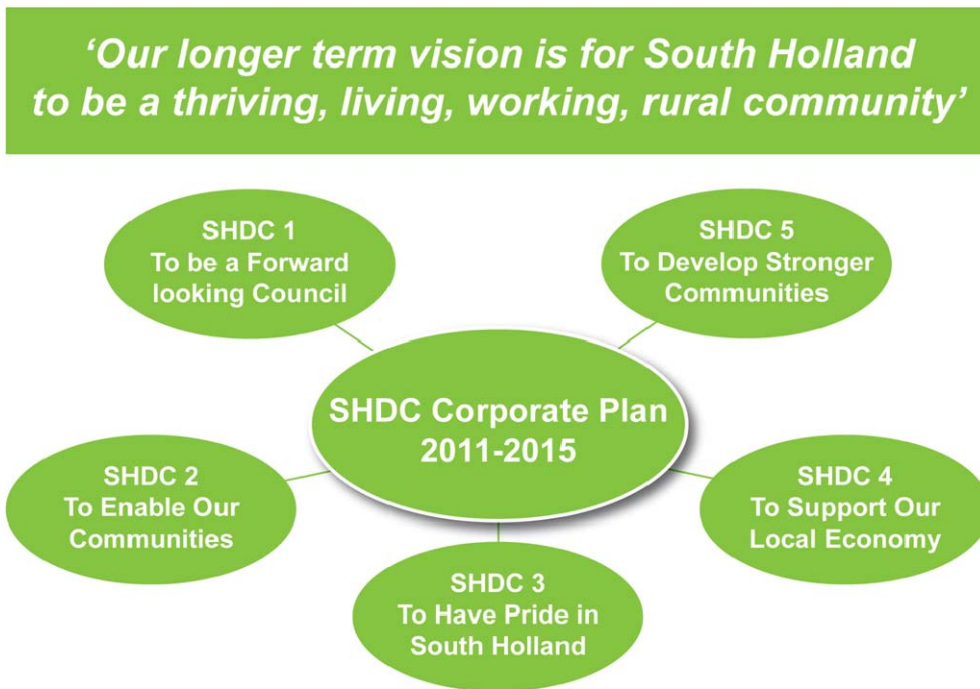 ‘Our longer term vision is for South Holland
to be a thriving, living, working, rural community’
SHDC 1
To be a Forward
looking Council
SHDC 5
To Develop Stronger
Communities
SHDC Corporate Plan
2011-2015
SHDC 2
To Enable Our
Communities
SHDC 4
To Support Our
Local Economy
SHDC 3
To Have Pride in
South Holland